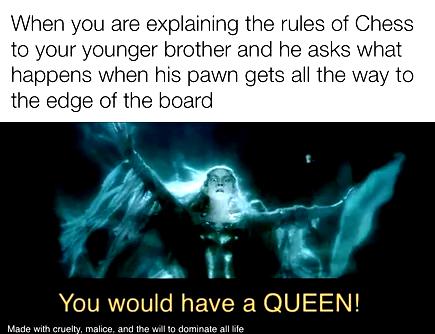 When you are explaining the rules of Chess
to your younger brother and he asks what
happens when his pawn gets all the way to
the edge of the board
You would have a QUEEN!
Made with cruelty, malice, and the will to dominate all life